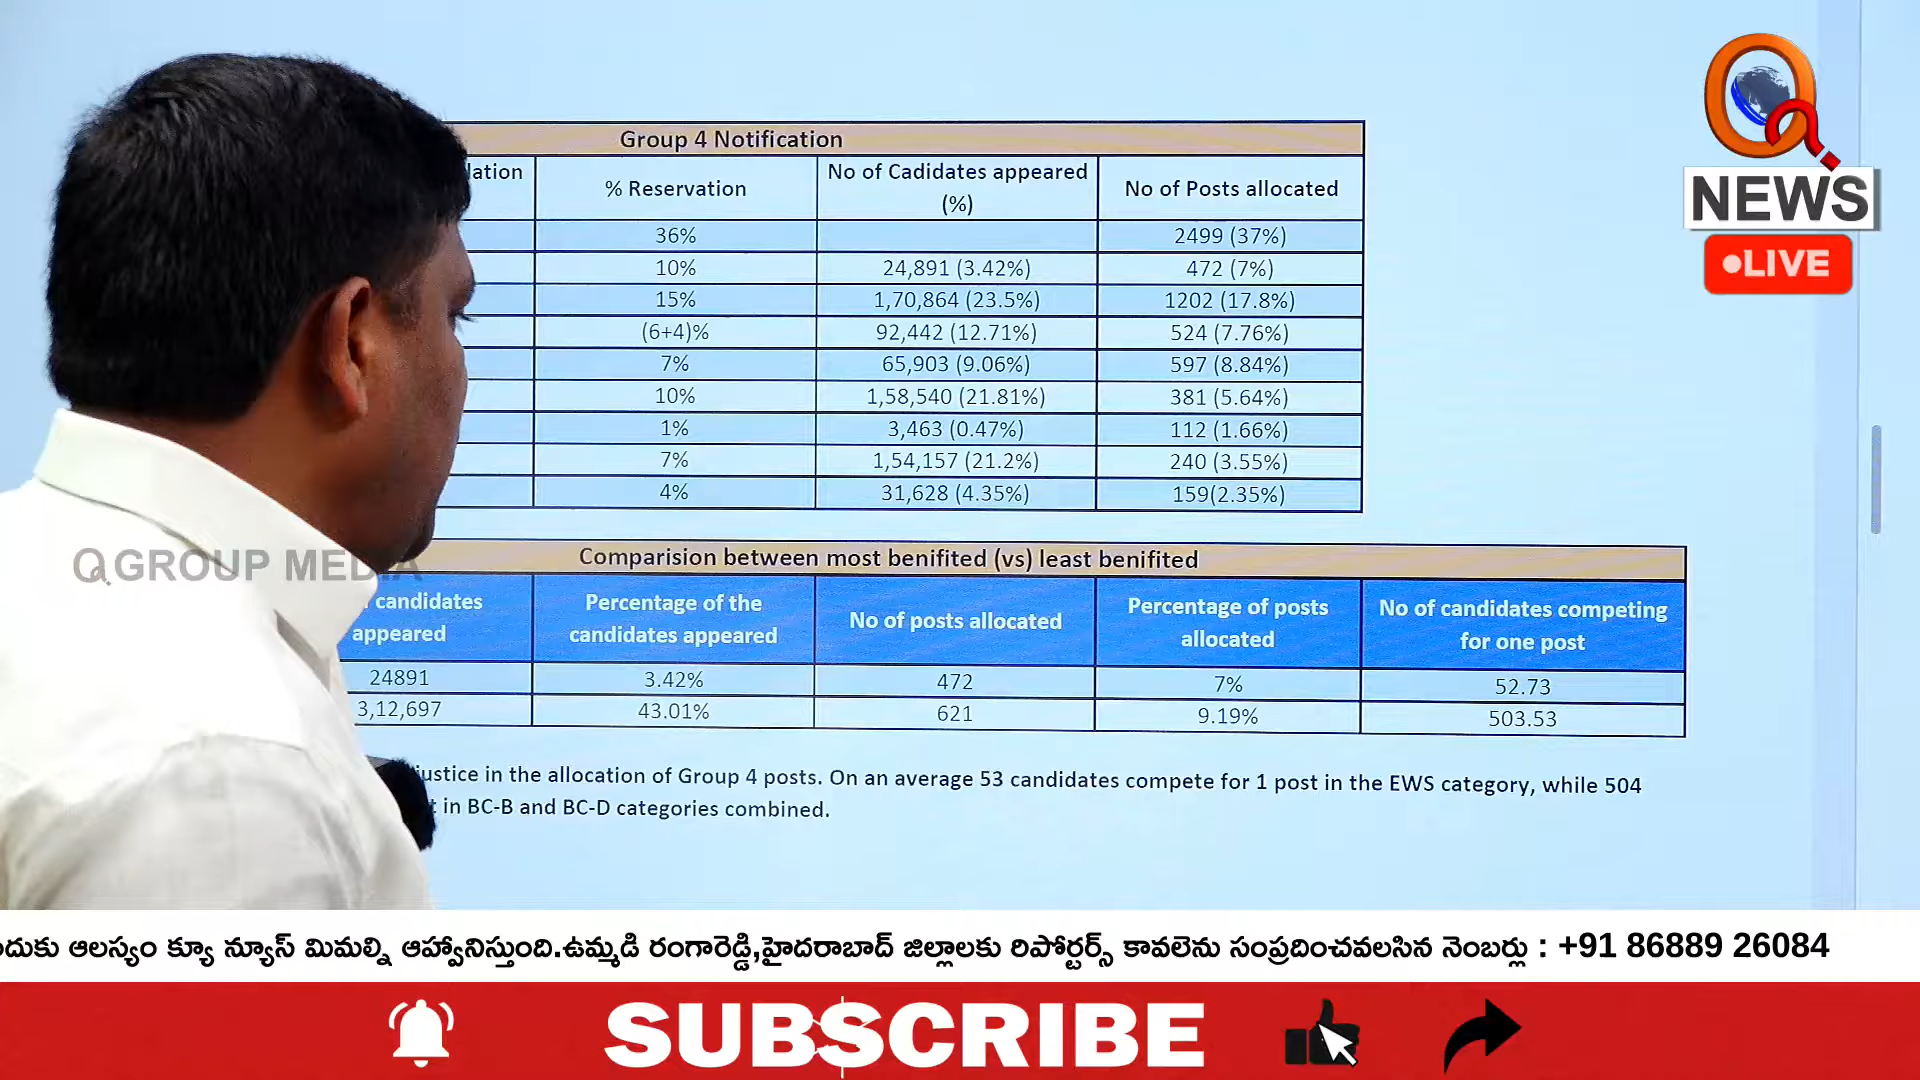 Group 4 Notification
% Reservation
No of Cadidates appeared
(%)
No of Posts allocated
36%
2499 (37%)
10%
24,891 (3.42%)
472 (7%)
15%
1,70,864 (23.5%)
1202 (17.8%)
(6+4)%
92,442 (12.71%)
524 (7.76%)
7%
65,903 (9.06%)
597 (8.84%)
10%
1,58,540 (21.81%)
381 (5.64%)
1%
3,463 (0.47%)
112 (1.66%)
7%
1,54,157 (21.2%)
240 (3.55%)
4%
31,628 (4.35%)
159(2.35%)
NEWS
LIVE
Q GROUP MEDIA
Comparision between most benifited (vs) least benifited
candidates
appeared
Percentage of the
candidates appeared
No of posts allocated
Percentage of posts
allocated
No of candidates competing
for one post
24891
3.42%
472
7%
52.73
3,12,697
43.01%
621
9.19%
503.53
in the allocation of Group 4 posts. On an average 53 candidates compete for 1 post in the EWS category, while 504
in BC-B and BC-D categories combined.
ఆలస్యం క్యూ న్యూస్ మిమల్ని ఆహ్వానిస్తుంది.ఉమ్మడి రంగారెడ్డి,హైదరాబాద్ జిల్లాలకు రిపోర్టర్స్ కావలెను సంప్రదించవలసిన నెంబర్లు : +91 86889 26084
SUBSCRIBE